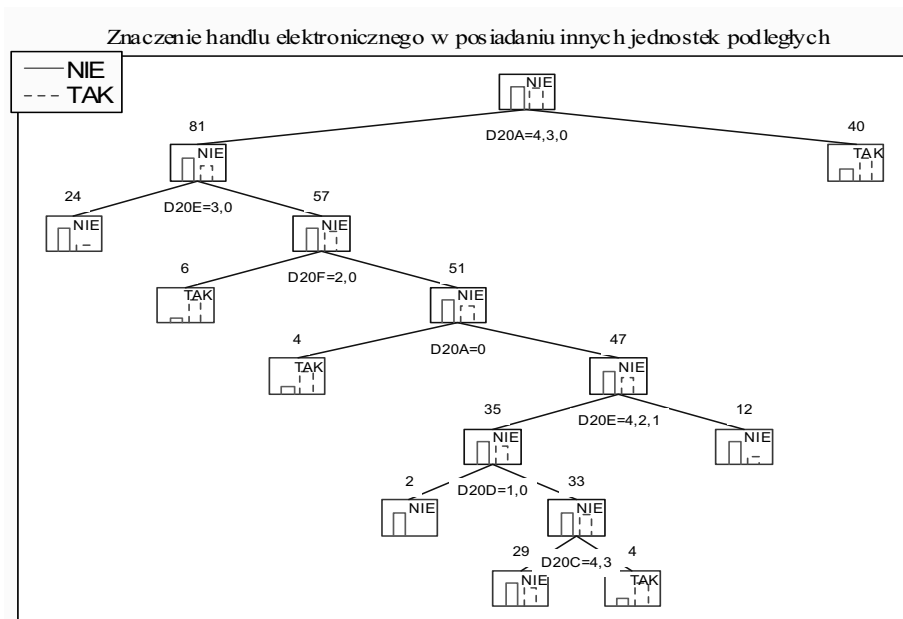 Znaczenie handlu elektronicznego w posiadaniu innych jednostek podległych
NIE
TAK
NIE
81
D20A=4,3,0
40
NIE
TAK
24
D20E=3,0
57
NIE
NIE
6
D20F=2,0
51
TAK
NIE
4
D20A=0
47
TAK
NIE
35
D20E=4,2,1
12
NIE
NIE
2
D20D=1,0
33
NIE
NIE
29
D20C=4,3
4
NIE
TAK